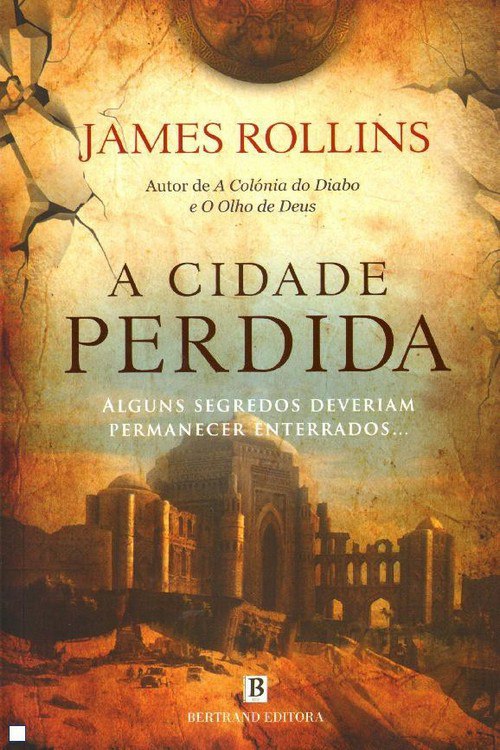 JAMES ROLLINS
Autor de A Colónia do Diabo
e O Olho de Deus
A CIDADE
PERDIDA
ALGUNS SEGREDOS DEVERIAM
PERMANECER ENTERRADOS...
B
BERTRAND EDITORA